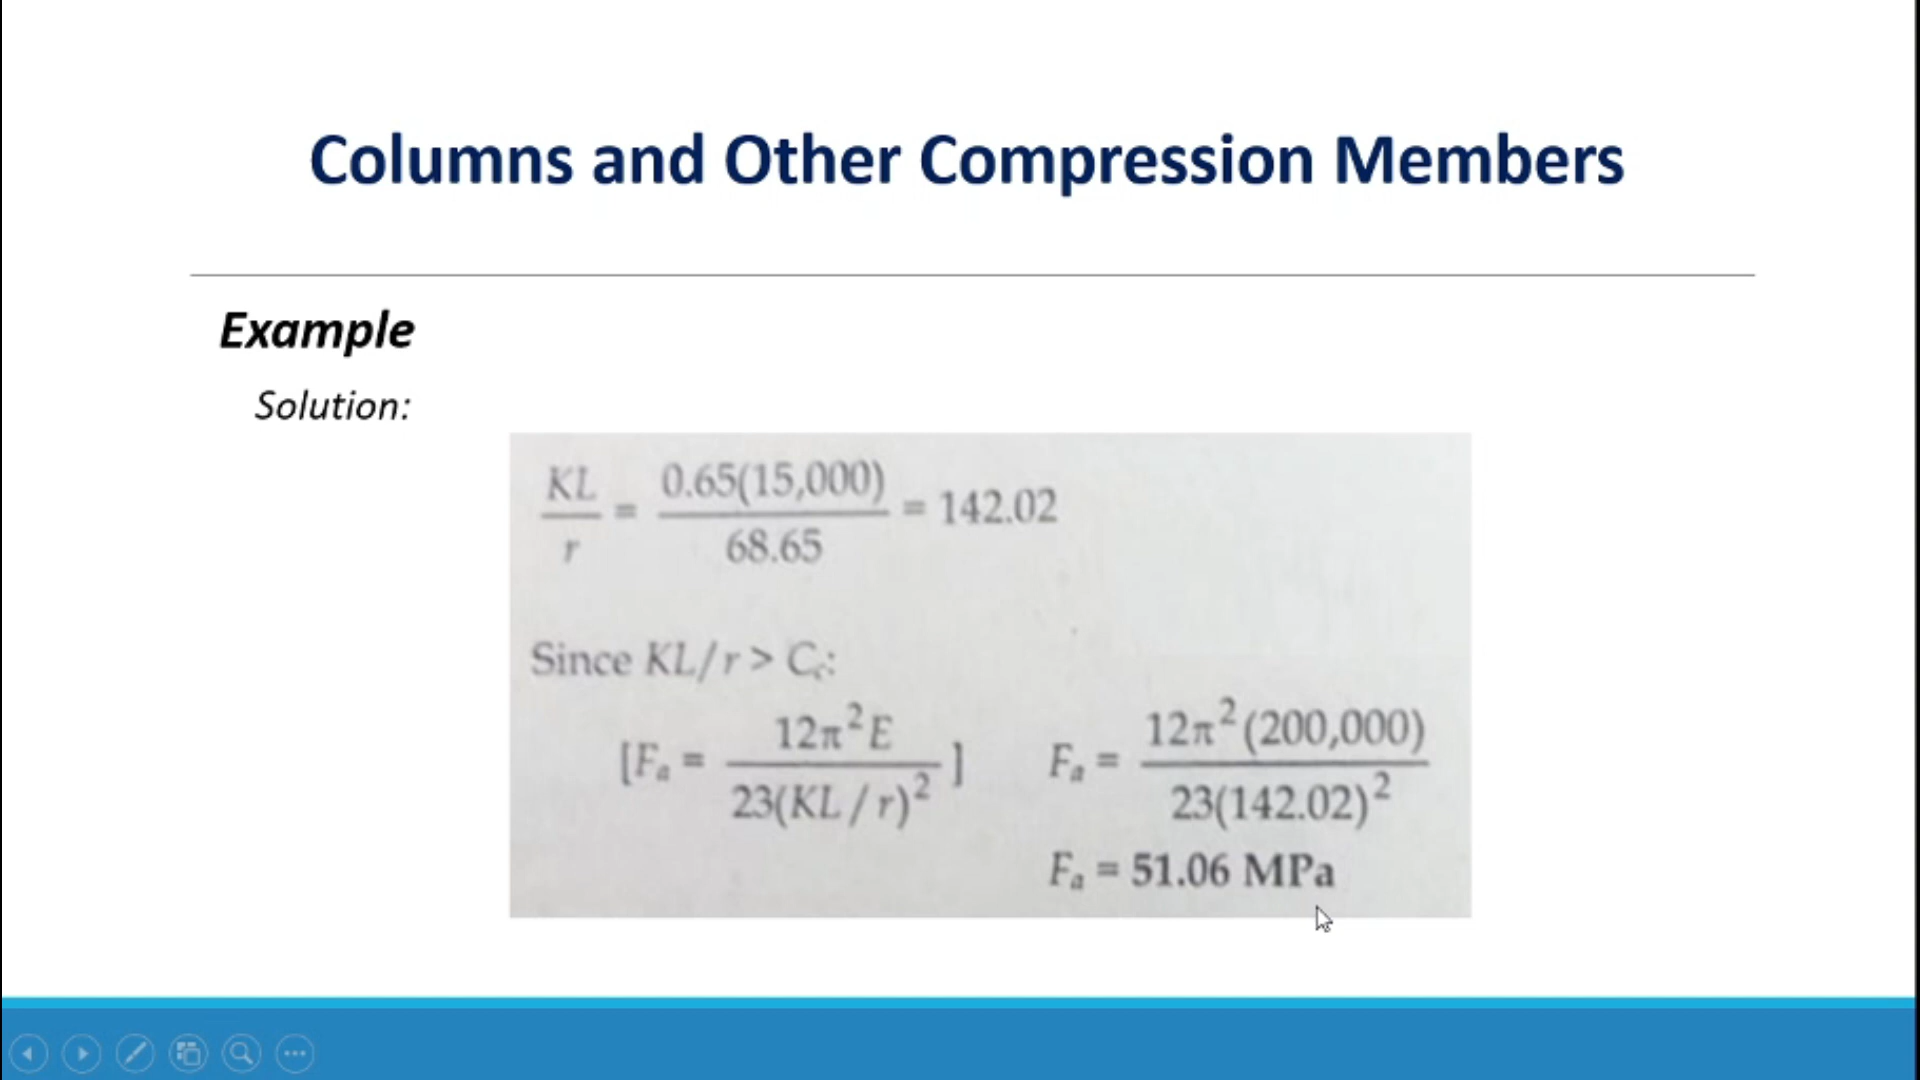 Columns and Other Compression Members
Example
Solution:
KL/r = 0.65(15,000)/68.65 = 142.02
Since KL/r > Cc:
[Fa = 12π²E/23(KL/r)²] Fa = 12π²(200,000)/23(142.02)²
Fa = 51.06 MPa